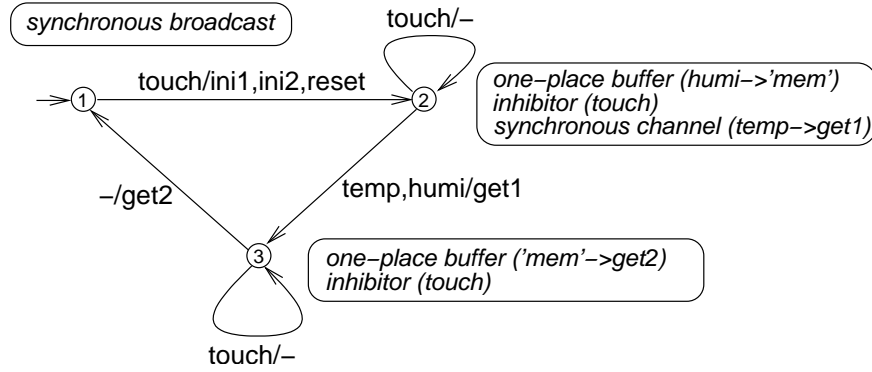 synchronous broadcast
touch/–
touch/ini1,ini2,reset
1
2
one–place buffer (humi–>'mem')
inhibitor (touch)
synchronous channel (temp–>get1)
–/get2
temp,humi/get1
3
one–place buffer ('mem'–>get2)
inhibitor (touch)
touch/–